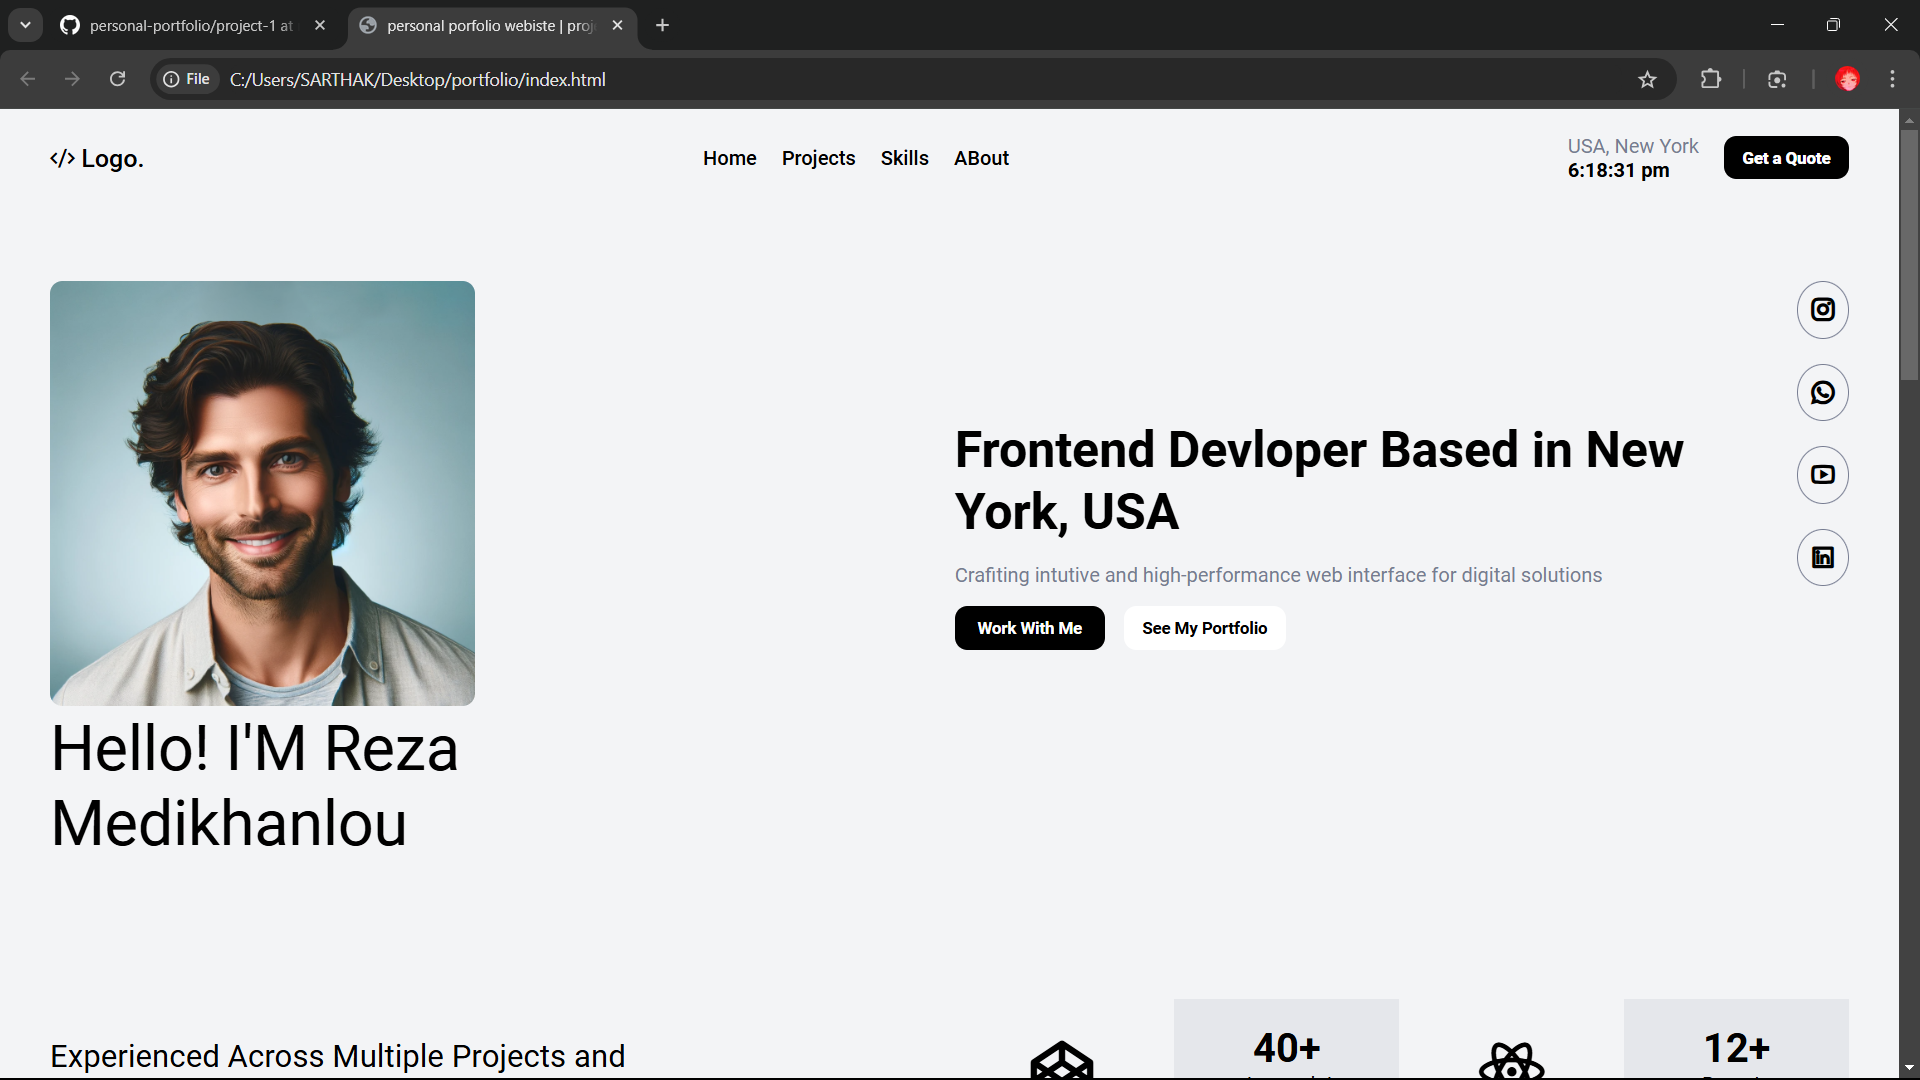 personal-portfolio/project-1 at
personal porfolio webiste | proj
File
C:/Users/SARTHAK/Desktop/portfolio/index.html
</> Logo.
Home
Projects
Skills
ABout
USA, New York
6:18:31 pm
Get a Quote
Frontend Devloper Based in New
York, USA
Crafiting intutive and high-performance web interface for digital solutions
Work With Me
See My Portfolio
Hello! I'M Reza
Medikhanlou
Experienced Across Multiple Projects and
40+
12+